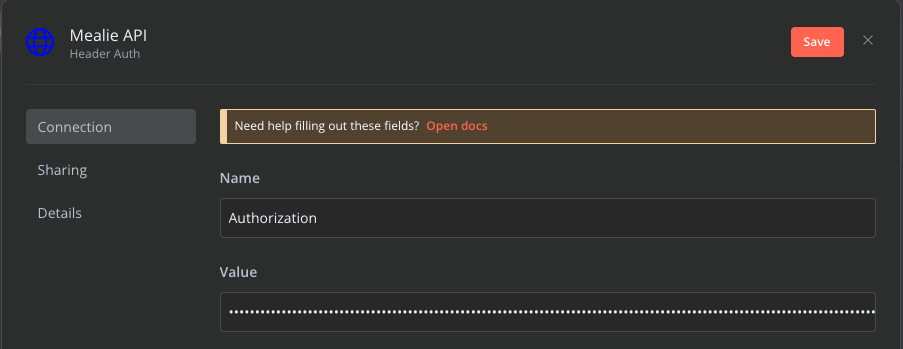 Mealie API
Header Auth
Save
Connection
Sharing
Details
Need help filling out these fields? Open docs
Name
Authorization
Value